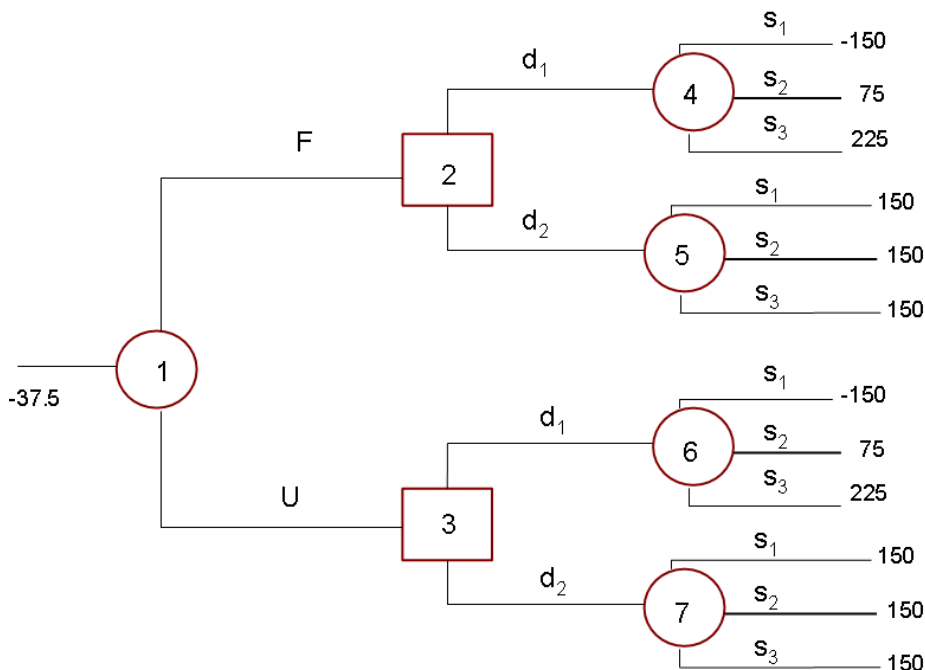 s₁ -150
d₁ 4 s₂ 75
s₃ 225
F
2
s₁ 150
d₂ 5 s₂ 150
s₃ 150
1
-37.5
s₁ -150
d₁ 6 s₂ 75
s₃ 225
U
3
s₁ 150
d₂ 7 s₂ 150
s₃ 150